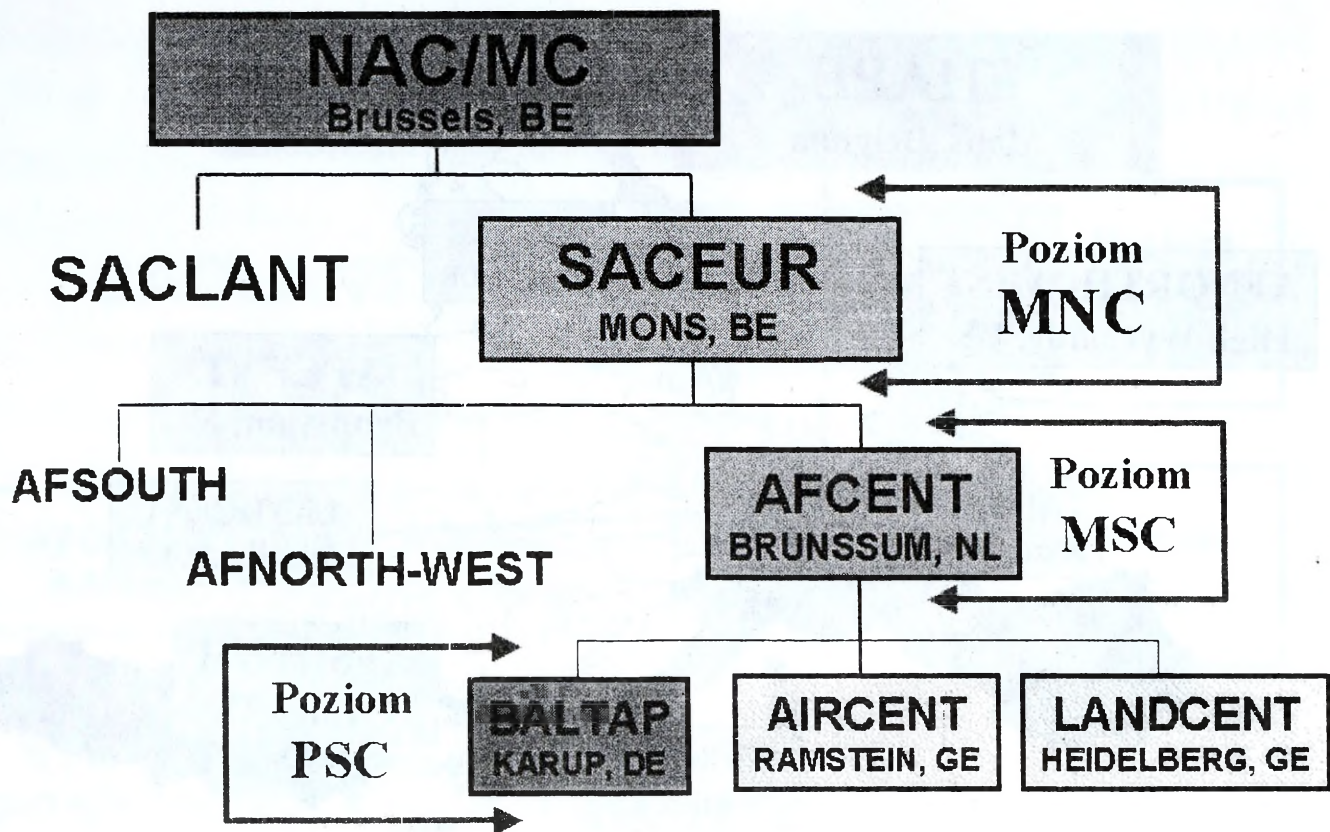 NAC/MC
Brussels, BE
SACLANT
SACEUR
MONS, BE
Poziom
MNC
AFSOUTH
AFNORTH-WEST
AFCENT
BRUNSSUM, NL
Poziom
MSC
Poziom
PSC
BALTAP
KARUP, DE
AIRCENT
RAMSTEIN, GE
LANDCENT
HEIDELBERG, GE